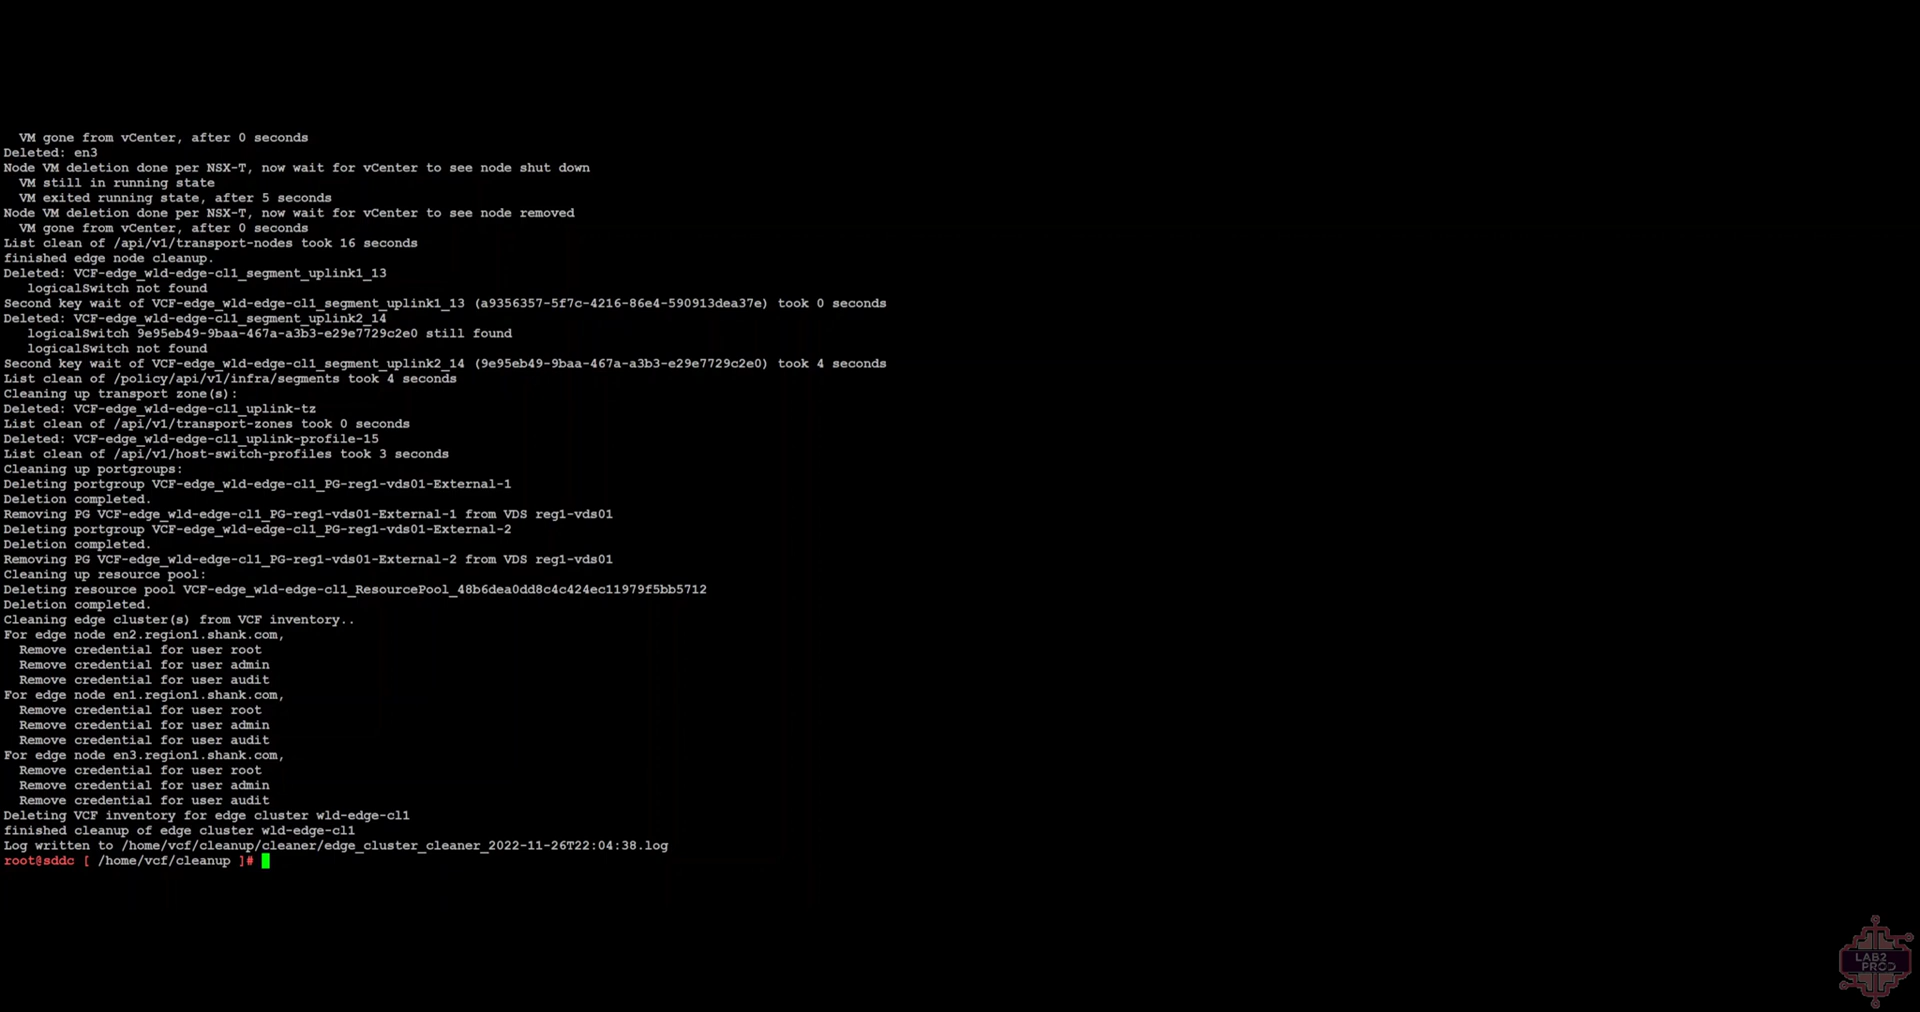 VM gone from vCenter, after 0 seconds
Deleted: en3
Node VM deletion done per NSX-T, now wait for vCenter to see node shut down
VM still in running state
VM exited running state, after 5 seconds
Node VM deletion done per NSX-T, now wait for vCenter to see node removed
VM gone from vCenter, after 0 seconds
List clean of /api/v1/transport-nodes took 16 seconds
finished edge node cleanup.
Deleted: VCF-edge_wld-edge-cl1_segment_uplink1_13
logicalSwitch not found
Second key wait of VCF-edge_wld-edge-cl1_segment_uplink1_13 (a9356357-5f7c-4216-86e4-590913dea37e) took 0 seconds
Deleted: VCF-edge_wld-edge-cl1_segment_uplink2_14
logicalSwitch 9e95eb49-9baa-467a-a3b3-e29e7729c2e0 still found
logicalSwitch not found
Second key wait of VCF-edge_wld-edge-cl1_segment_uplink2_14 (9e95eb49-9baa-467a-a3b3-e29e7729c2e0) took 4 seconds
List clean of /policy/api/v1/infra/segments took 4 seconds
Cleaning up transport zone(s):
Deleted: VCF-edge_wld-edge-cl1_uplink-tz
List clean of /api/v1/transport-zones took 0 seconds
Deleted: VCF-edge_wld-edge-cl1_uplink-profile-15
List clean of /api/v1/host-switch-profiles took 3 seconds
Cleaning up portgroups:
Deleting portgroup VCF-edge_wld-edge-cl1_PG-reg1-vds01-External-1
Deletion completed.
Removing PG VCF-edge_wld-edge-cl1_PG-reg1-vds01-External-1 from VDS reg1-vds01
Deleting portgroup VCF-edge_wld-edge-cl1_PG-reg1-vds01-External-2
Deletion completed.
Removing PG VCF-edge_wld-edge-cl1_PG-reg1-vds01-External-2 from VDS reg1-vds01
Cleaning up resource pool:
Deleting resource pool VCF-edge_wld-edge-cl1_ResourcePool_48b6dea0dd8c4c424ec11979f5bb5712
Deletion completed.
Cleaning edge cluster(s) from VCF inventory..
For edge node en2.region1.shank.com,
Remove credential for user root
Remove credential for user admin
Remove credential for user audit
For edge node en1.region1.shank.com,
Remove credential for user root
Remove credential for user admin
Remove credential for user audit
For edge node en3.region1.shank.com,
Remove credential for user root
Remove credential for user admin
Remove credential for user audit
Deleting VCF inventory for edge cluster wld-edge-cl1
finished cleanup of edge cluster wld-edge-cl1
Log written to /home/vcf/cleanup/cleaner/edge_cluster_cleaner_2022-11-26T22:04:38.log
root@sddc [ /home/vcf/cleanup ]#
LAB2
PROD